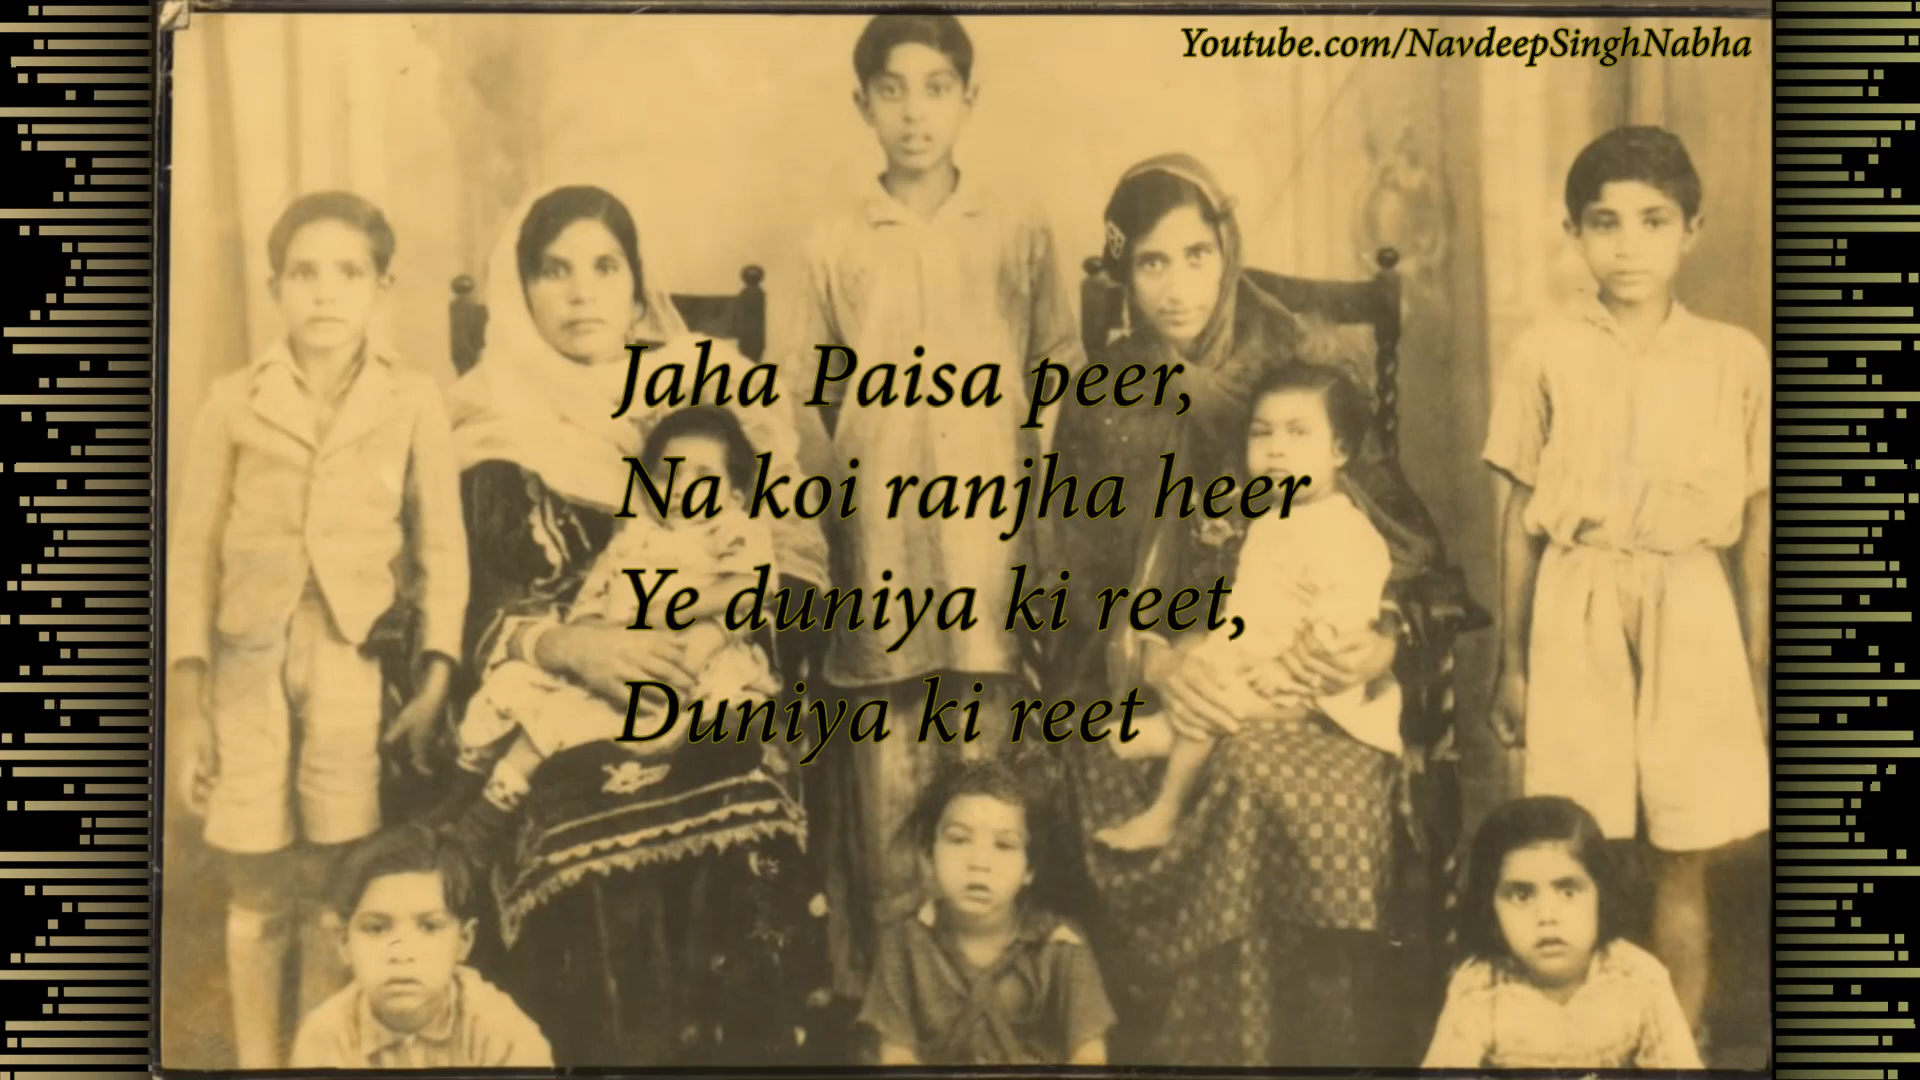 Youtube.com/NavdeepSinghNabha
Jaha Paisa peer,
Na koi ranjha heer
Ye duniya ki reet,
Duniya ki reet